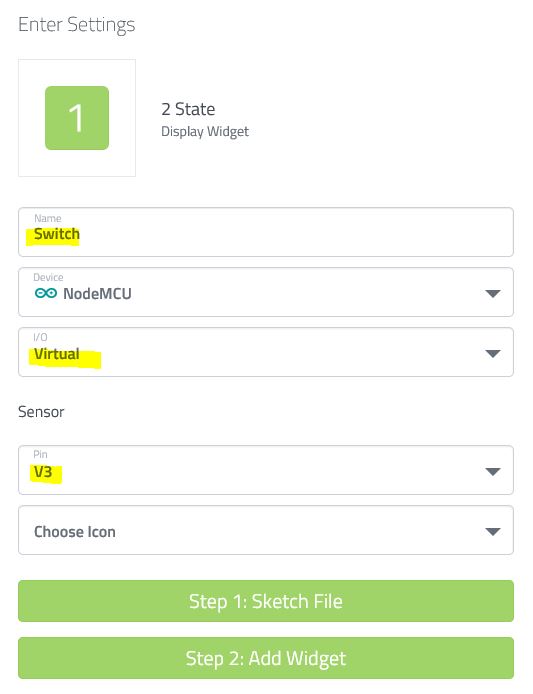 Enter Settings
1
2 State
Display Widget
Name
Switch
Device
NodeMCU
I/O
Virtual
Sensor
Pin
V3
Choose Icon
Step 1: Sketch File
Step 2: Add Widget